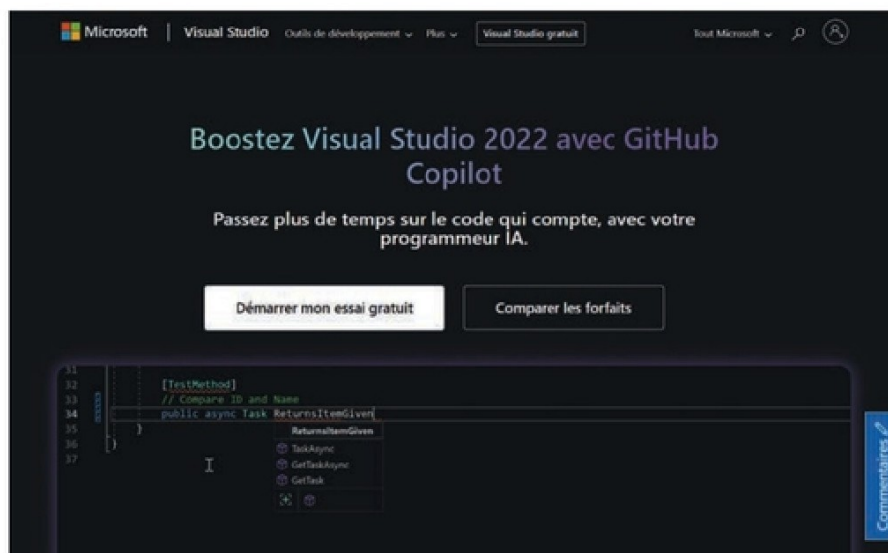 Microsoft | Visual Studio Outils de développement Plus Visual Studio gratuit Tout Microsoft
Boostez Visual Studio 2022 avec GitHub
Copilot
Passez plus de temps sur le code qui compte, avec votre
programmeur IA.
Démarrer mon essai gratuit Comparer les forfaits
31
32 [TestMethod]
33 // Compare ID and Name
34 public async Task ReturnsItemGiven
35 } ReturnsItemGiven
36 } TaskAsync
37 GetTaskAsync
GetTask
Commentaires